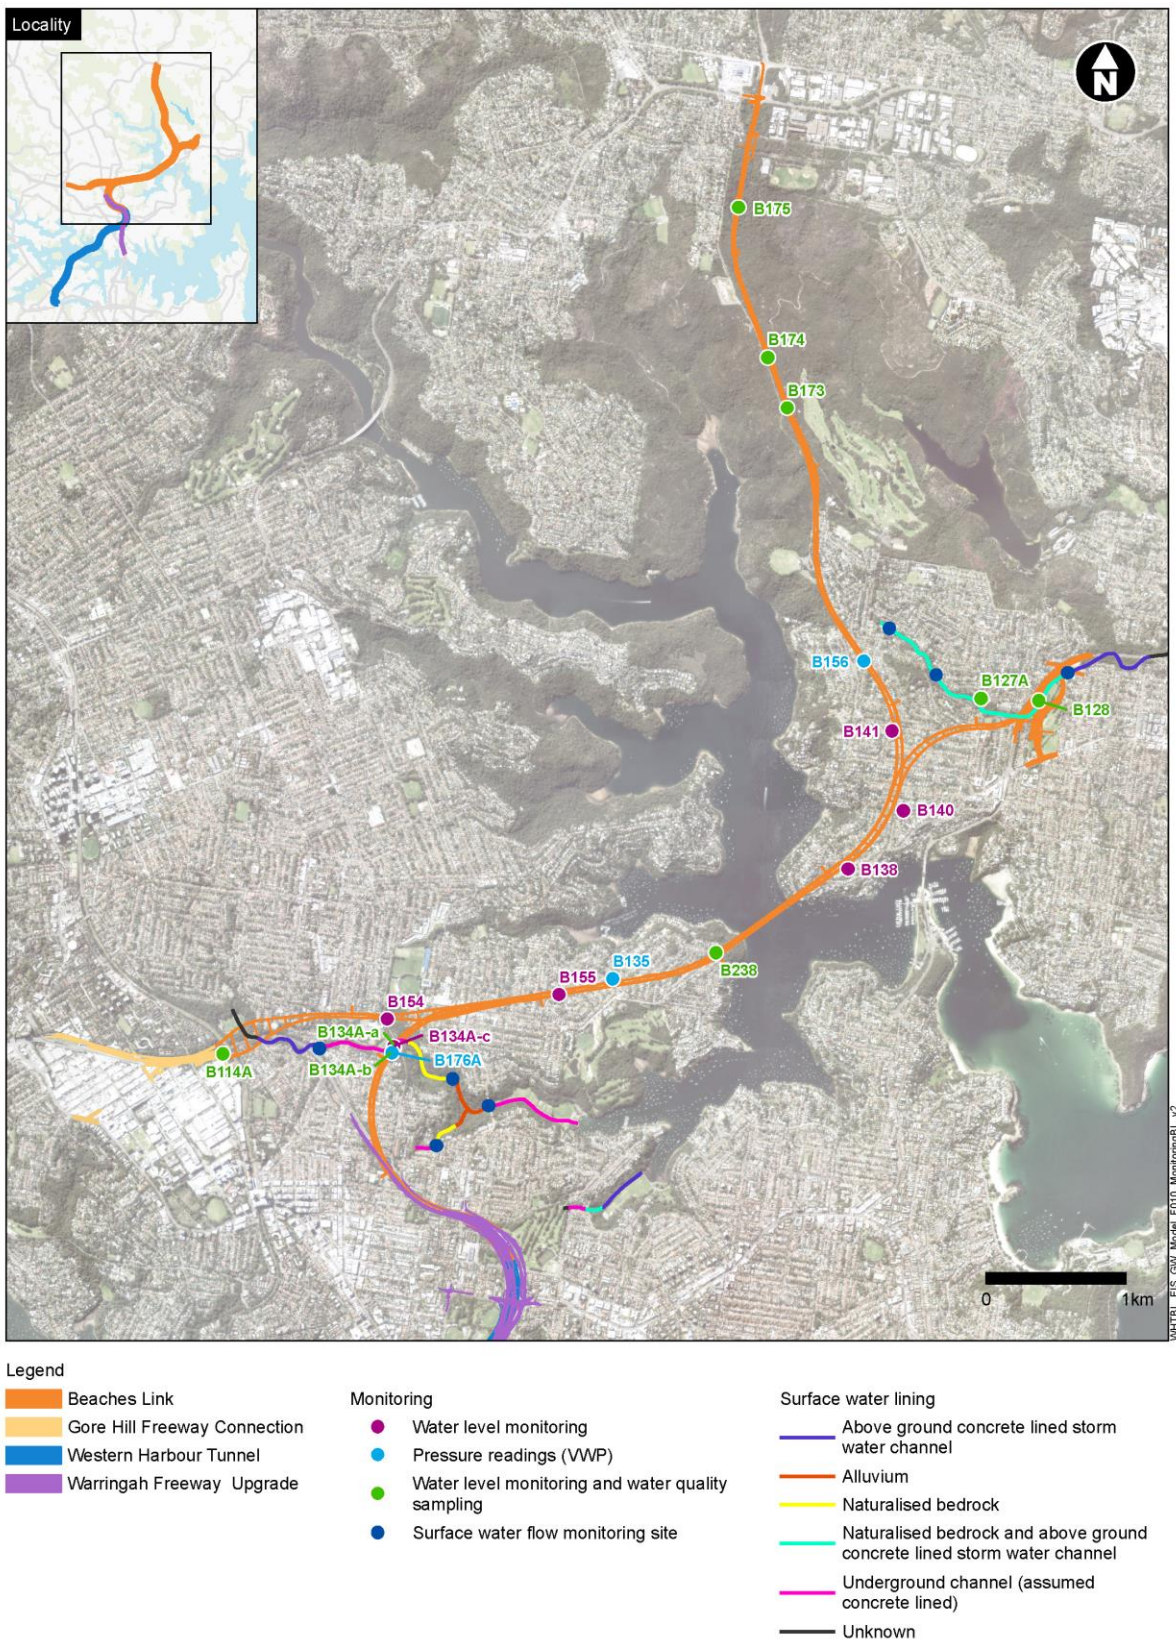 Locality
N
B175
B174
B173
B156
B127A
B128
B141
B140
B138
B238
B135
B155
B154
B134A-a
B134A-c
B134A-b
B176A
B114A
0
1km
WHTBL_EIS_GW_Model_F010_MonitoringBL_v2
Legend
Beaches Link
Gore Hill Freeway Connection
Western Harbour Tunnel
Warringah Freeway Upgrade
Monitoring
Water level monitoring
Pressure readings (VWP)
Water level monitoring and water quality
sampling
Surface water flow monitoring site
Surface water lining
Above ground concrete lined storm
water channel
Alluvium
Naturalised bedrock
Naturalised bedrock and above ground
concrete lined storm water channel
Underground channel (assumed
concrete lined)
Unknown